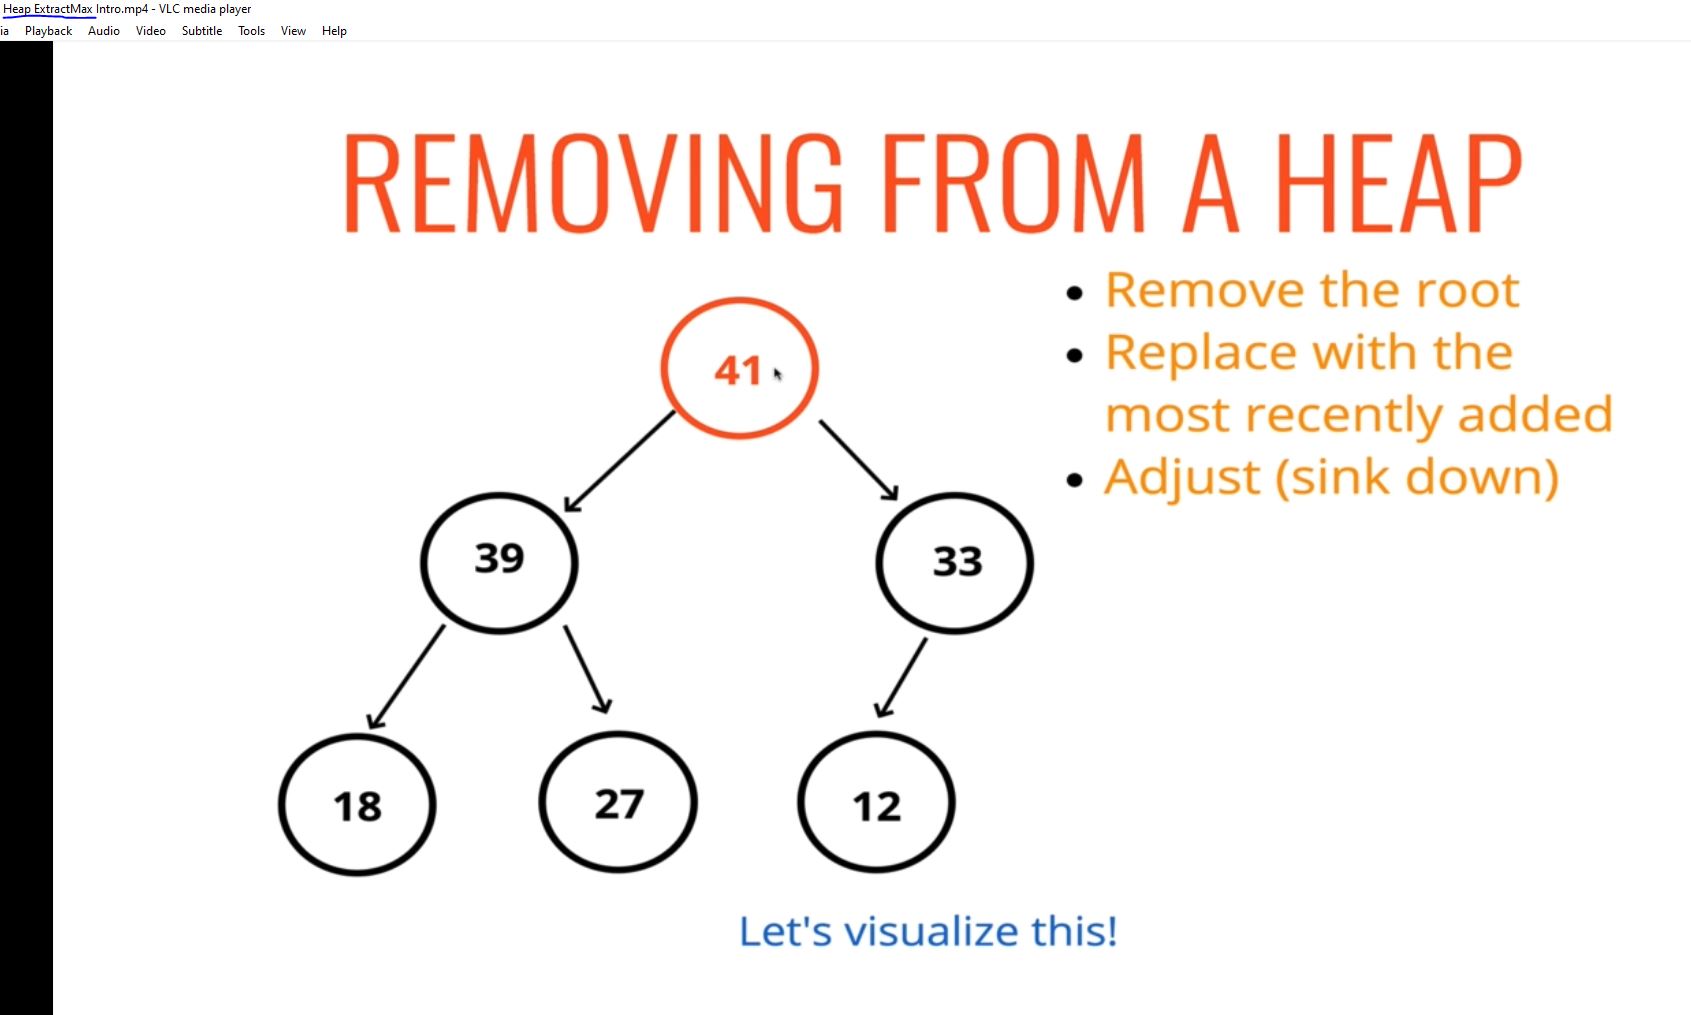 Heap ExtractMax Intro.mp4 - VLC media player
ia Playback Audio Video Subtitle Tools View Help
REMOVING FROM A HEAP
• Remove the root
• Replace with the
most recently added
• Adjust (sink down)
41
39 33
18 27 12
Let's visualize this!